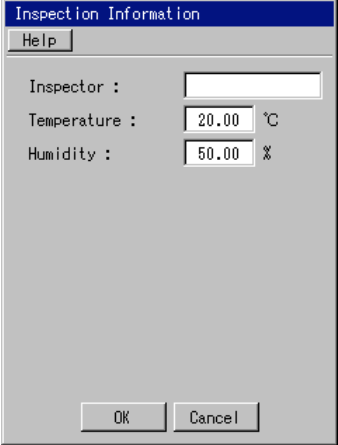 Inspection Information
Help
Inspector :
Temperature : 20.00 ℃
Humidity : 50.00 %
OK Cancel